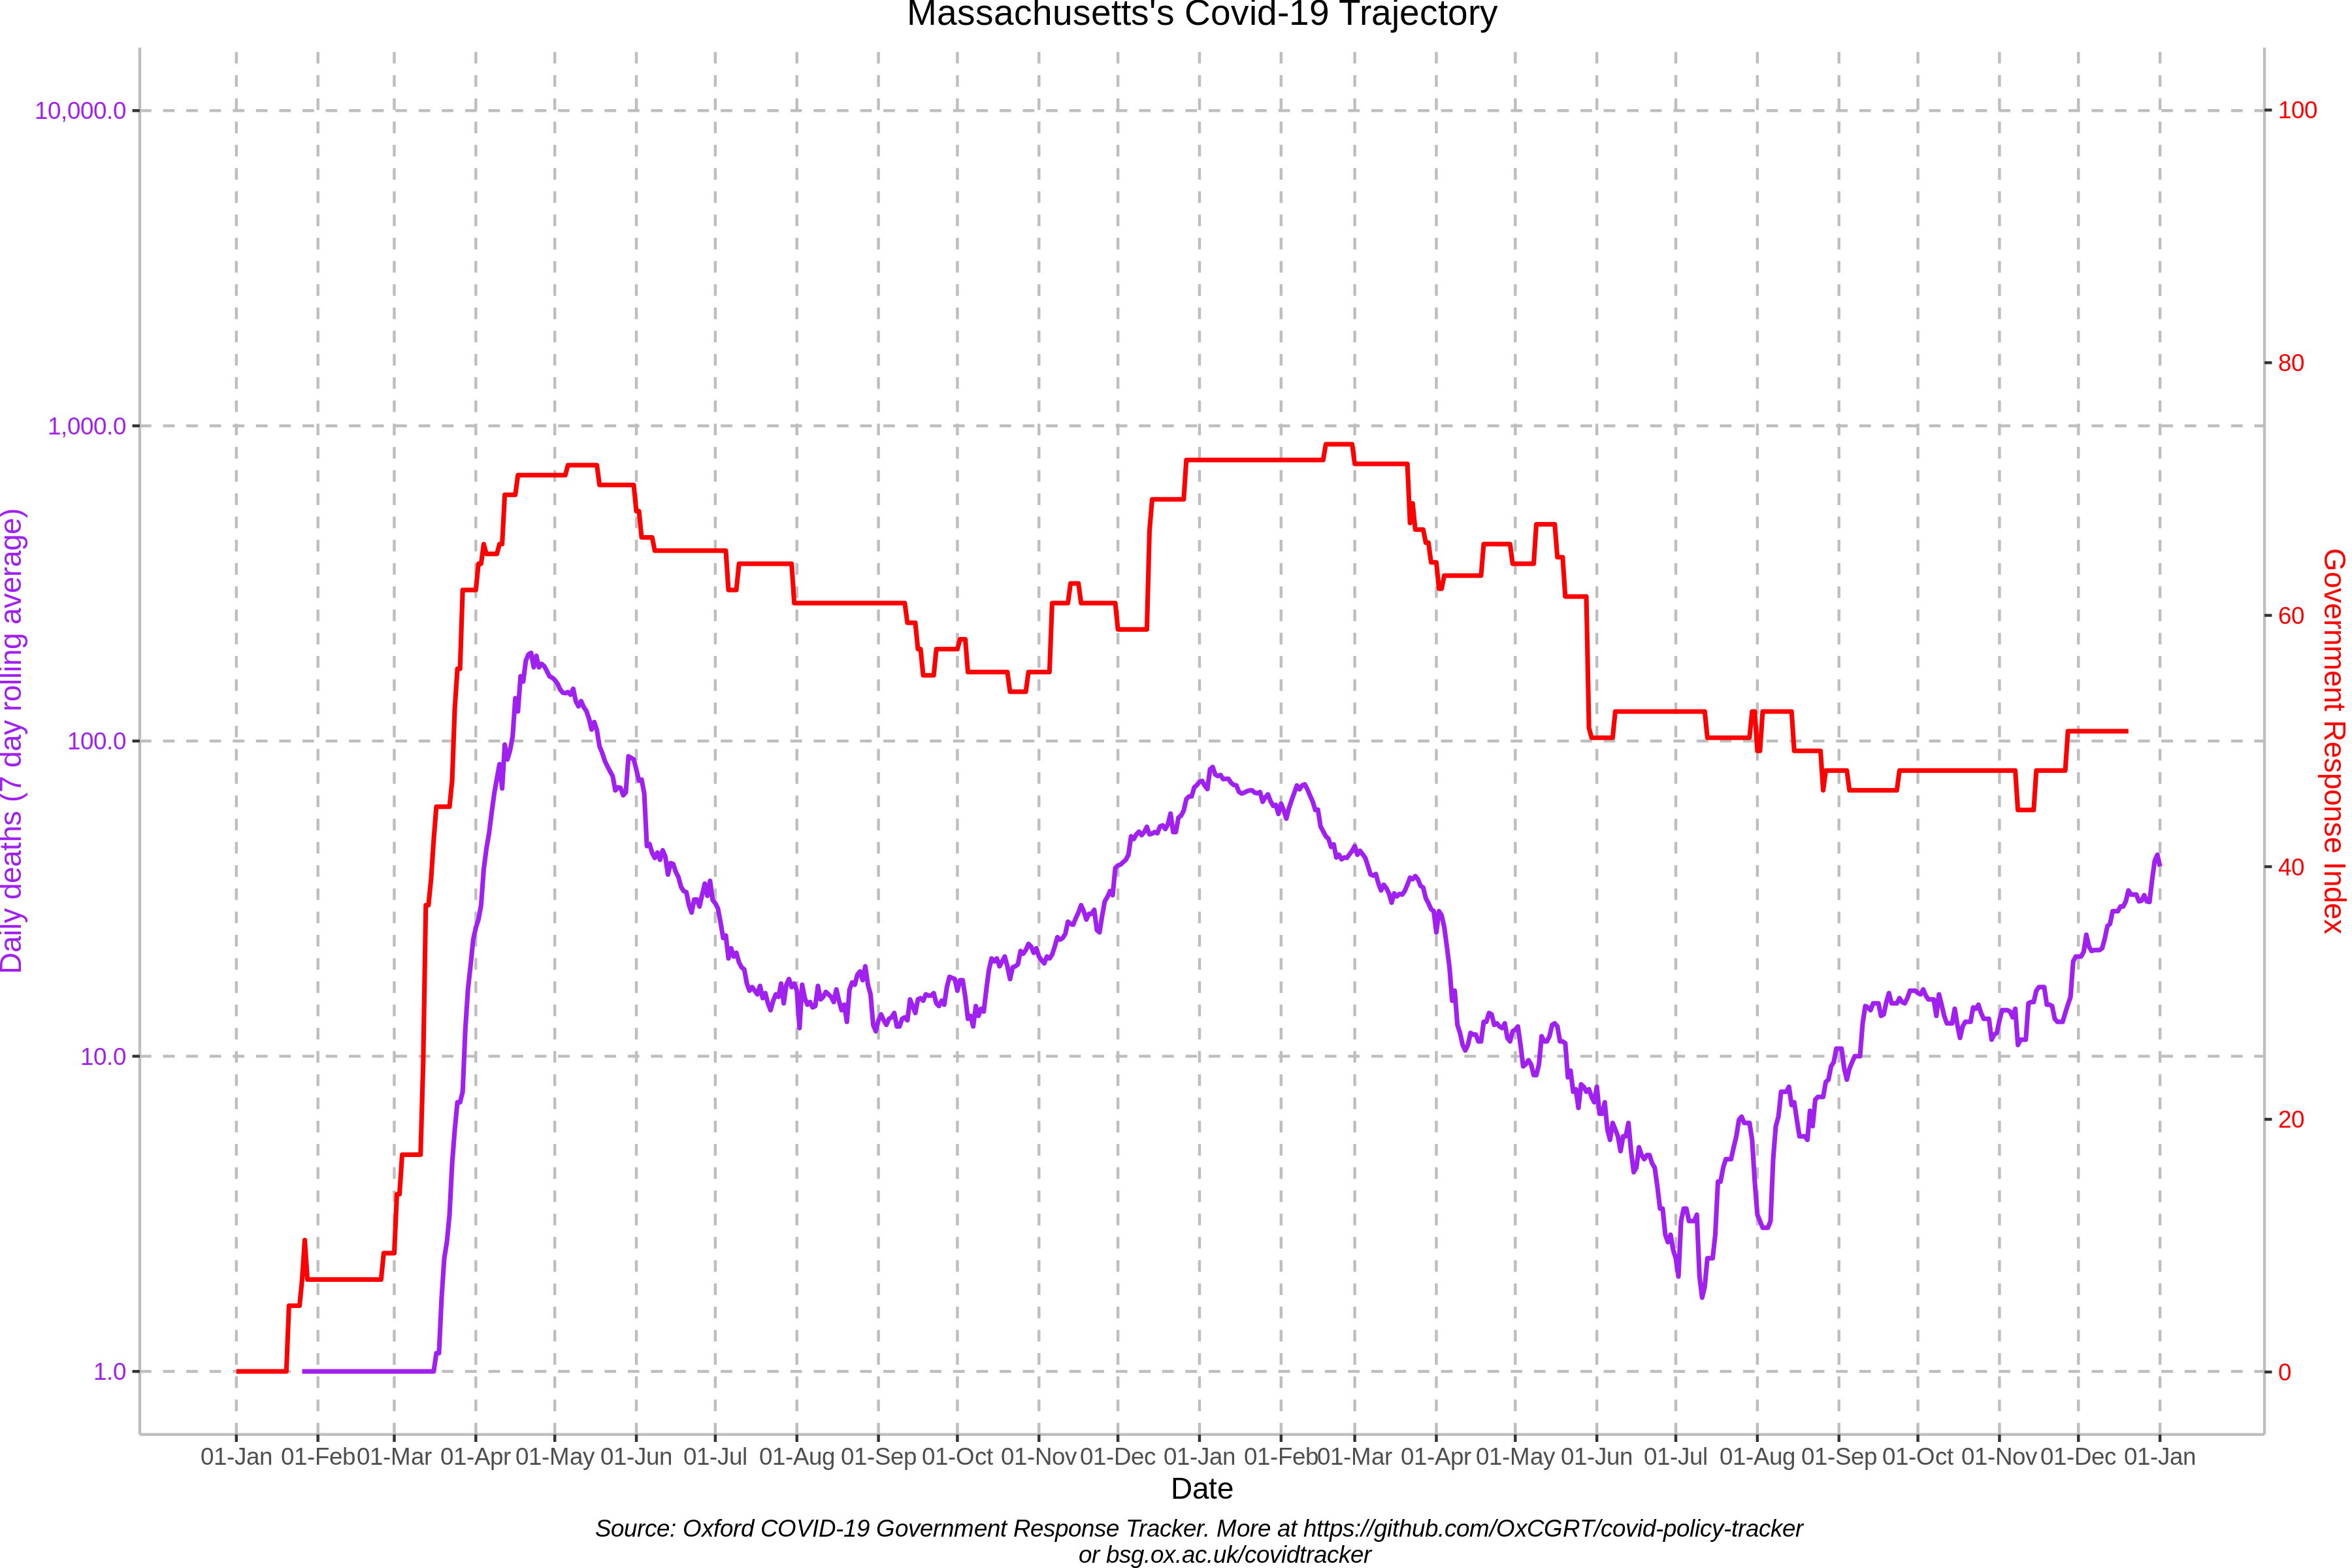 Massachusetts's Covid-19 Trajectory
10,000.0
1,000.0
100.0
10.0
1.0
Daily deaths (7 day rolling average)
100
80
60
40
20
0
Government Response Index
01-Jan 01-Feb 01-Mar 01-Apr 01-May 01-Jun 01-Jul 01-Aug 01-Sep 01-Oct 01-Nov 01-Dec 01-Jan 01-Feb 01-Mar 01-Apr 01-May 01-Jun 01-Jul 01-Aug 01-Sep 01-Oct 01-Nov 01-Dec 01-Jan
Date
Source: Oxford COVID-19 Government Response Tracker. More at https://github.com/OxCGRT/covid-policy-tracker
or bsg.ox.ac.uk/covidtracker